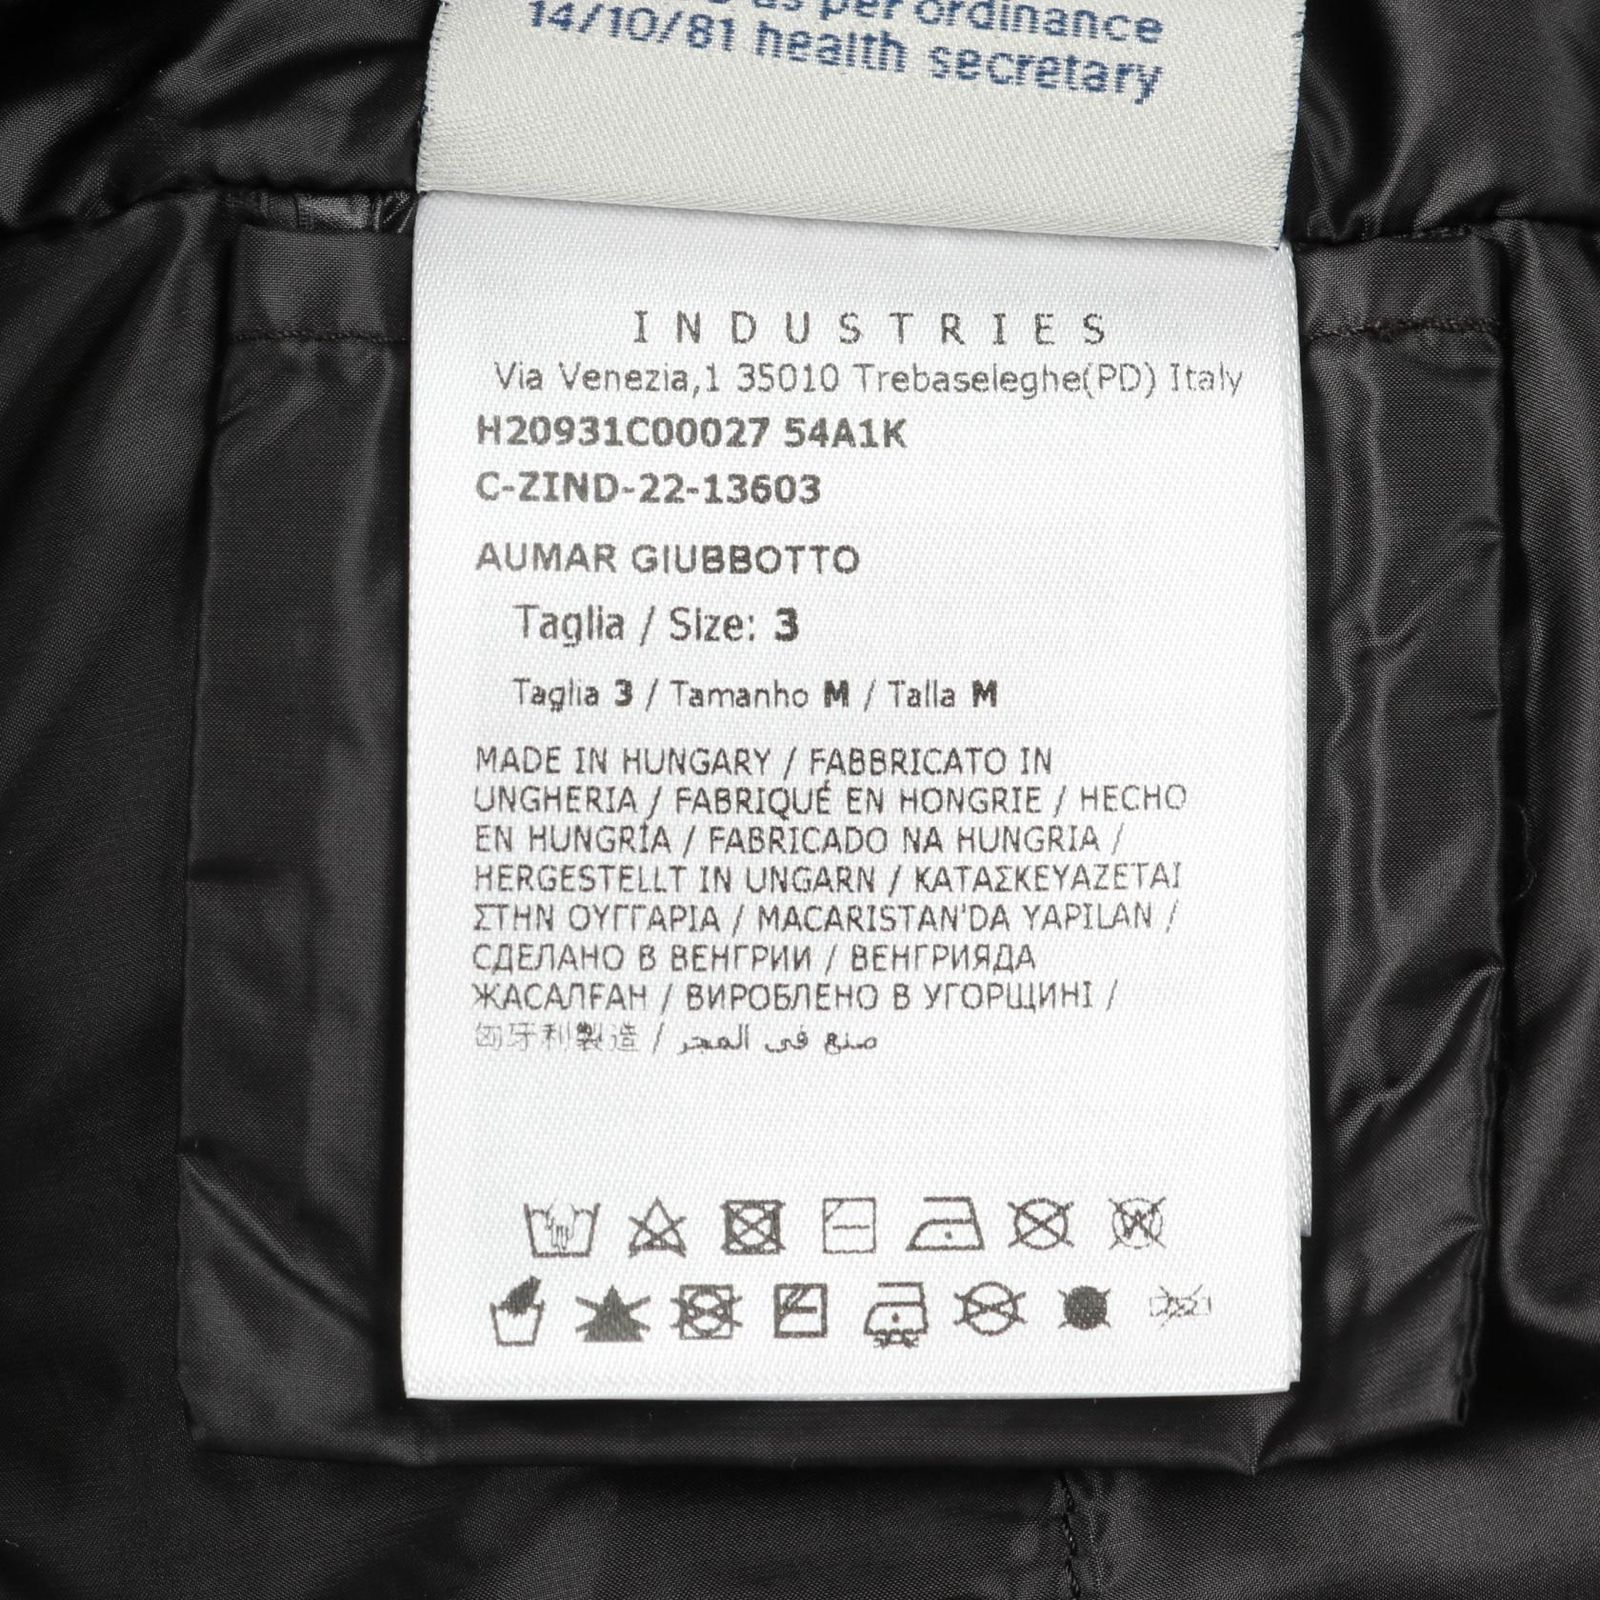 as per ordinance
14/10/81 health secretary
INDUSTRIES
Via Venezia,1 35010 Trebaseleghe(PD) Italy
H20931C00027 54A1K
C-ZIND-22-13603
AUMAR GIUBBOTTO
Taglia / Size: 3
Taglia 3 / Tamanho M / Talla M
MADE IN HUNGARY / FABBRICATO IN
UNGHERIA / FABRIQUÉ EN HONGRIE / HECHO
EN HUNGRÍA / FABRICADO NA HUNGRIA /
HERGESTELLT IN UNGARN / ΚΑΤΑΣΚΕΥΑΖΕΤΑΙ
ΣΤΗΝ ΟΥΓΓΑΡΙΑ / MACARISTAN'DA YAPILAN /
СДЕЛАНО В ВЕНГРИИ / ВЕНГРИЯДА
ЖАСАЛҒАН / ВИРОБЛЕНО В УГОРЩИНІ /
匈牙利製造 / صنع في المجر